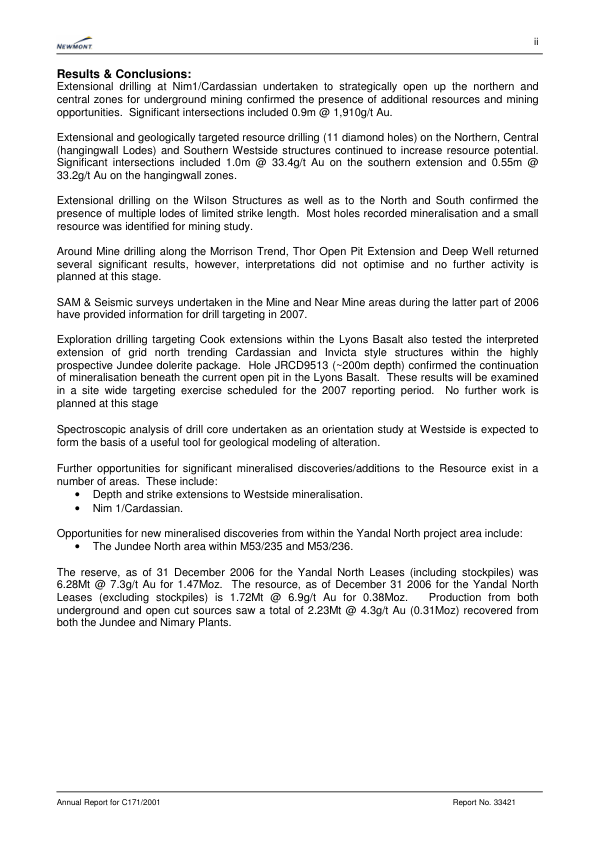 NEWMONT
ii
Results & Conclusions:
Extensional drilling at Nim1/Cardassian undertaken to strategically open up the northern and
central zones for underground mining confirmed the presence of additional resources and mining
opportunities. Significant intersections included 0.9m @ 1,910g/t Au.
Extensional and geologically targeted resource drilling (11 diamond holes) on the Northern, Central
(hangingwall Lodes) and Southern Westside structures continued to increase resource potential.
Significant intersections included 1.0m @ 33.4g/t Au on the southern extension and 0.55m @
33.2g/t Au on the hangingwall zones.
Extensional drilling on the Wilson Structures as well as to the North and South confirmed the
presence of multiple lodes of limited strike length. Most holes recorded mineralisation and a small
resource was identified for mining study.
Around Mine drilling along the Morrison Trend, Thor Open Pit Extension and Deep Well returned
several significant results, however, interpretations did not optimise and no further activity is
planned at this stage.
SAM & Seismic surveys undertaken in the Mine and Near Mine areas during the latter part of 2006
have provided information for drill targeting in 2007.
Exploration drilling targeting Cook extensions within the Lyons Basalt also tested the interpreted
extension of grid north trending Cardassian and Invicta style structures within the highly
prospective Jundee dolerite package. Hole JRCD9513 (~200m depth) confirmed the continuation
of mineralisation beneath the current open pit in the Lyons Basalt. These results will be examined
in a site wide targeting exercise scheduled for the 2007 reporting period. No further work is
planned at this stage
Spectroscopic analysis of drill core undertaken as an orientation study at Westside is expected to
form the basis of a useful tool for geological modeling of alteration.
Further opportunities for significant mineralised discoveries/additions to the Resource exist in a
number of areas. These include:
• Depth and strike extensions to Westside mineralisation.
• Nim 1/Cardassian.
Opportunities for new mineralised discoveries from within the Yandal North project area include:
• The Jundee North area within M53/235 and M53/236.
The reserve, as of 31 December 2006 for the Yandal North Leases (including stockpiles) was
6.28Mt @ 7.3g/t Au for 1.47Moz. The resource, as of December 31 2006 for the Yandal North
Leases (excluding stockpiles) is 1.72Mt @ 6.9g/t Au for 0.38Moz. Production from both
underground and open cut sources saw a total of 2.23Mt @ 4.3g/t Au (0.31Moz) recovered from
both the Jundee and Nimary Plants.
Annual Report for C171/2001
Report No. 33421